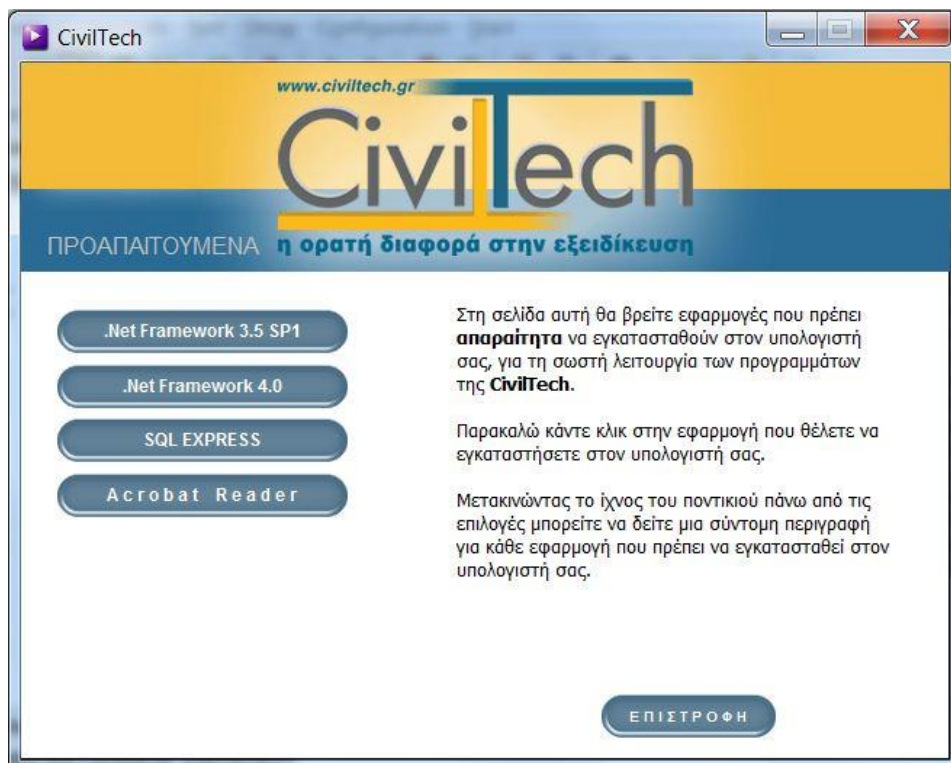 CivilTech
www.civiltech.gr
CivilTech
ΠΡΟΑΠΑΙΤΟΥΜΕΝΑ
η ορατή διαφορά στην εξειδίκευση
.Net Framework 3.5 SP1
.Net Framework 4.0
SQL EXPRESS
Acrobat Reader
Στη σελίδα αυτή θα βρείτε εφαρμογές που πρέπει
απαραίτητα να εγκατασταθούν στον υπολογιστή
σας, για τη σωστή λειτουργία των προγραμμάτων
της CivilTech.
Παρακαλώ κάντε κλικ στην εφαρμογή που θέλετε να
εγκαταστήσετε στον υπολογιστή σας.
Μετακινώντας το ίχνος του ποντικιού πάνω από τις
επιλογές μπορείτε να δείτε μια σύντομη περιγραφή
για κάθε εφαρμογή που πρέπει να εγκατασταθεί στον
υπολογιστή σας.
ΕΠΙΣΤΡΟΦΗ